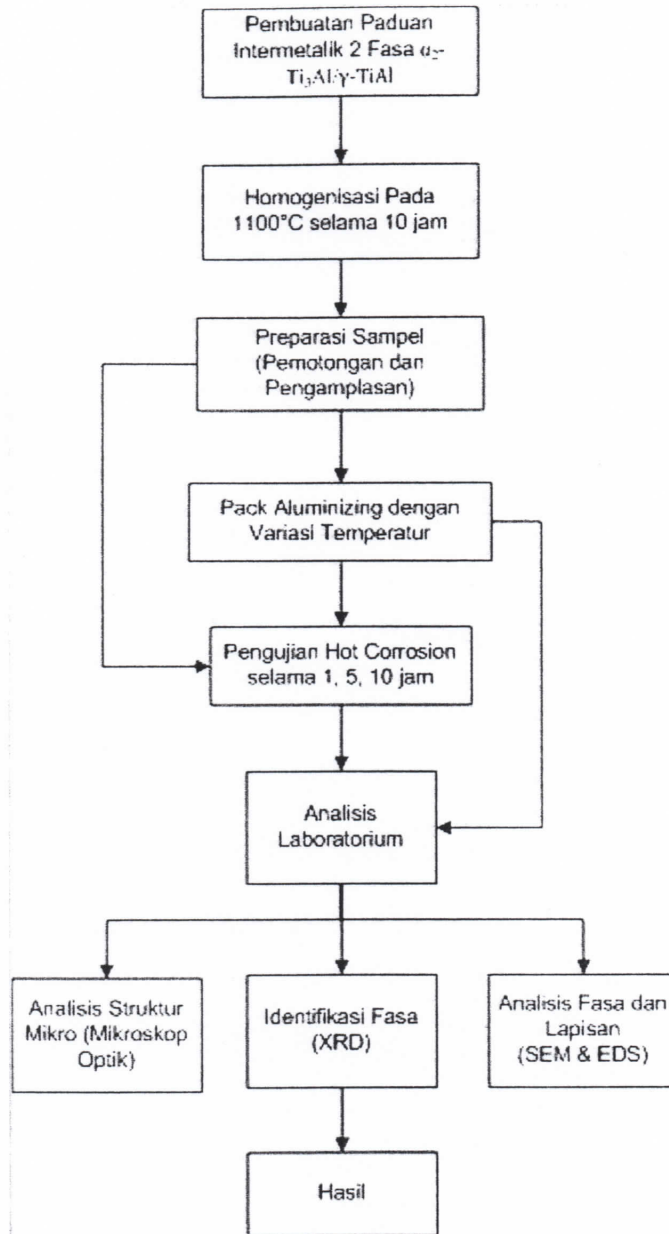 Pembuatan Paduan
Intermetalik 2 Fasa α₂-
Ti₃Al/γ-TiAl
Homogenisasi Pada
1100°C selama 10 jam
Preparasi Sampel
(Pemotongan dan
Pengamplasan)
Pack Aluminizing dengan
Variasi Temperatur
Pengujian Hot Corrosion
selama 1, 5, 10 jam
Analisis
Laboratorium
Analisis Struktur
Mikro (Mikroskop
Optik)
Identifikasi Fasa
(XRD)
Analisis Fasa dan
Lapisan
(SEM & EDS)
Hasil